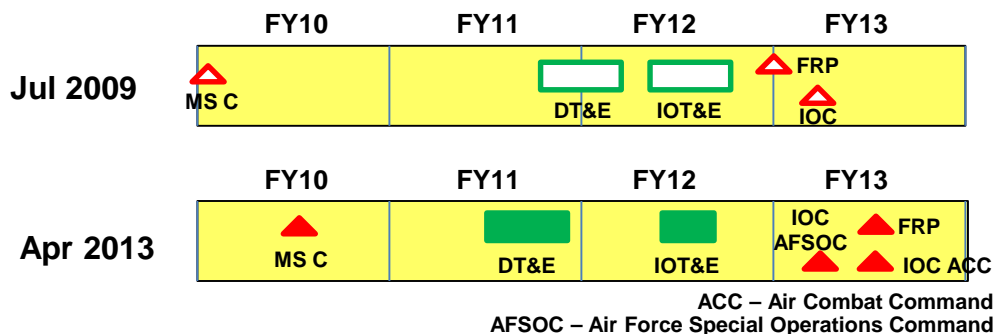 FY10 FY11 FY12 FY13
Jul 2009
MS C DT&E IOT&E FRP
IOC
FY10 FY11 FY12 FY13
Apr 2013
IOC
AFSOC FRP
MS C DT&E IOT&E IOC ACC
ACC – Air Combat Command
AFSOC – Air Force Special Operations Command